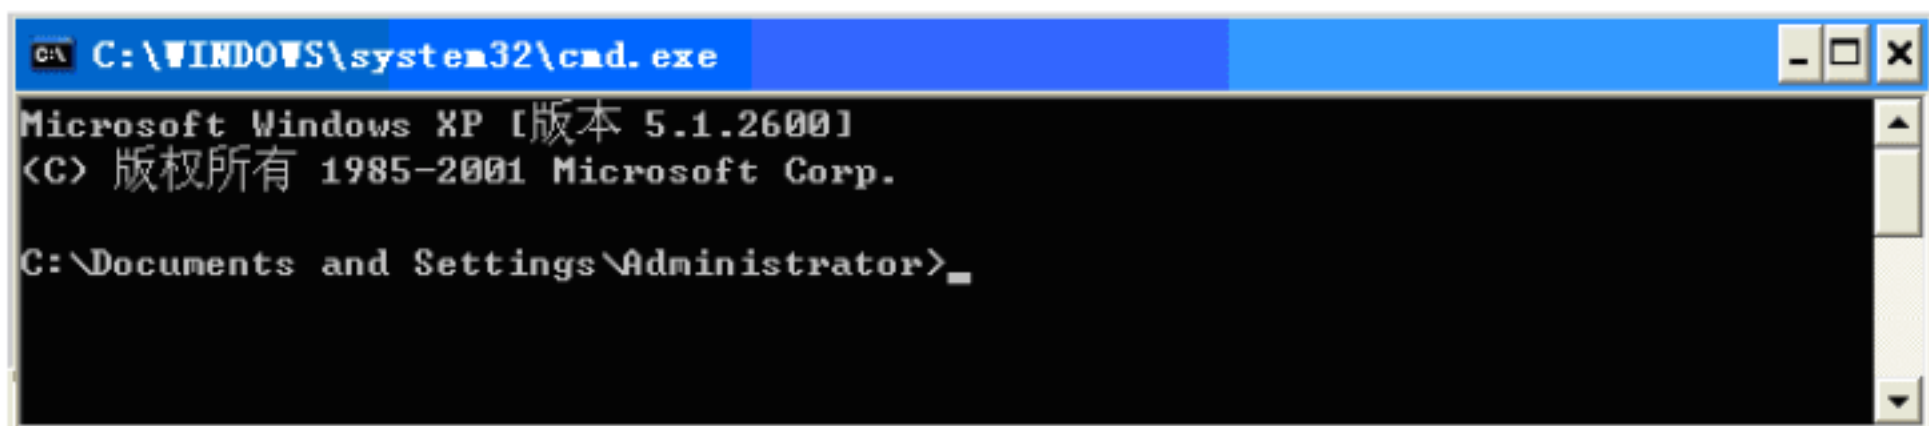 C:\WINDOWS\system32\cmd.exe
Microsoft Windows XP [版本 5.1.2600]
(C) 版权所有 1985-2001 Microsoft Corp.
C:\Documents and Settings\Administrator>_